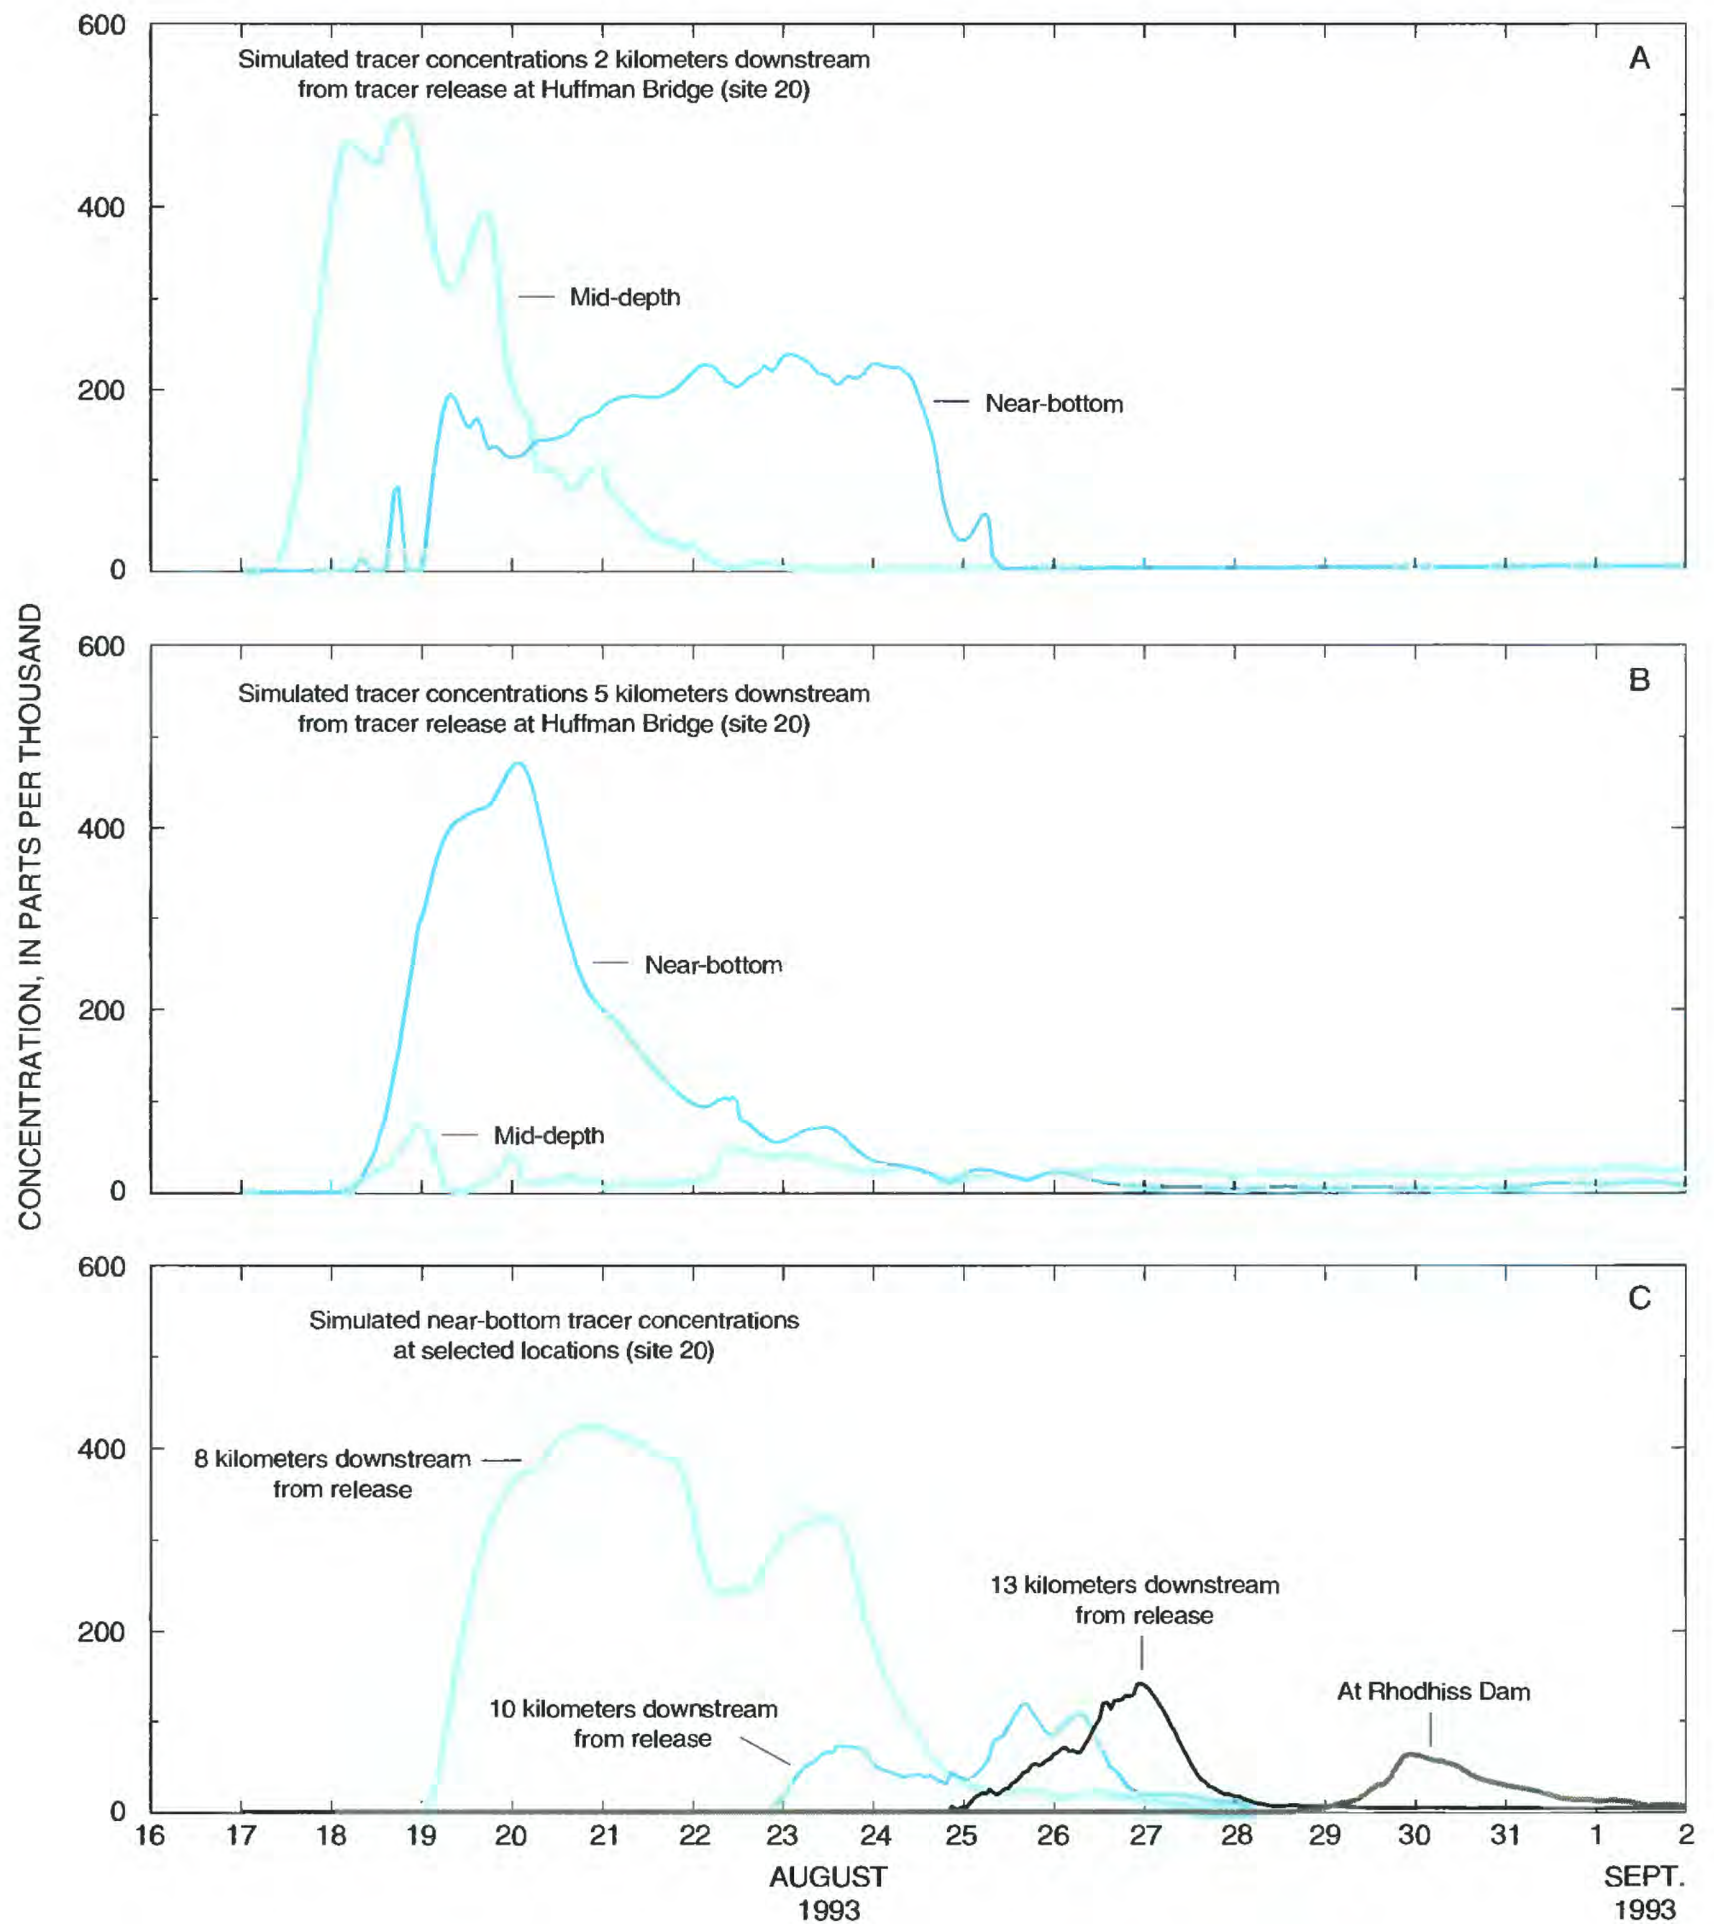 CONCENTRATION, IN PARTS PER THOUSAND
A
Simulated tracer concentrations 2 kilometers downstream
from tracer release at Huffman Bridge (site 20)
600
400
200
0
Mid-depth
Near-bottom
B
Simulated tracer concentrations 5 kilometers downstream
from tracer release at Huffman Bridge (site 20)
600
400
200
0
Near-bottom
Mid-depth
C
Simulated near-bottom tracer concentrations
at selected locations (site 20)
600
400
200
0
8 kilometers downstream
from release
10 kilometers downstream
from release
13 kilometers downstream
from release
At Rhodhiss Dam
16 17 18 19 20 21 22 23 24 25 26 27 28 29 30 31 1 2
AUGUST
1993
SEPT.
1993